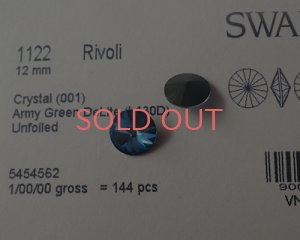 SWA
1122 Rivoli
12 mm
Crystal (001)
Army Green
Unfoiled
SOLD OUT
5454562
1/00/00 gross = 144 pcs
900
VN